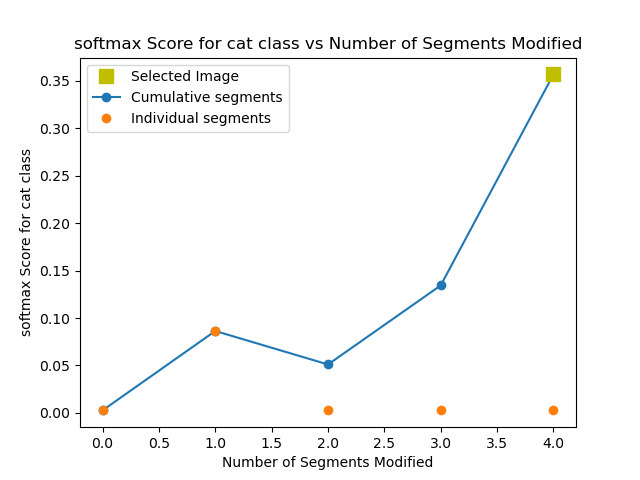 softmax Score for cat class vs Number of Segments Modified
Selected Image
Cumulative segments
Individual segments
softmax Score for cat class
0.35
0.30
0.25
0.20
0.15
0.10
0.05
0.00
0.0 0.5 1.0 1.5 2.0 2.5 3.0 3.5 4.0
Number of Segments Modified